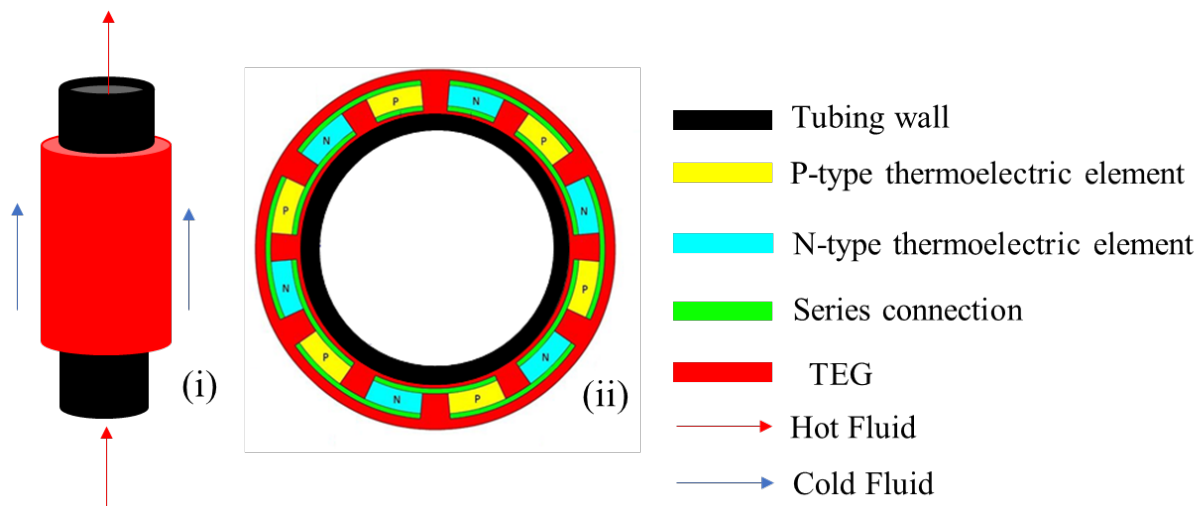 P
N
N
P
P
N
N
P
P
N
N
P
(i)
(ii)
Tubing wall
P-type thermoelectric element
N-type thermoelectric element
Series connection
TEG
Hot Fluid
Cold Fluid